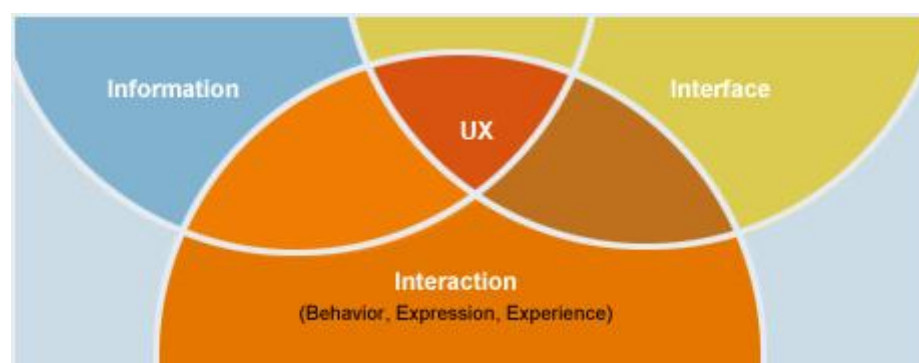 Information
Interface
UX
Interaction
(Behavior, Expression, Experience)